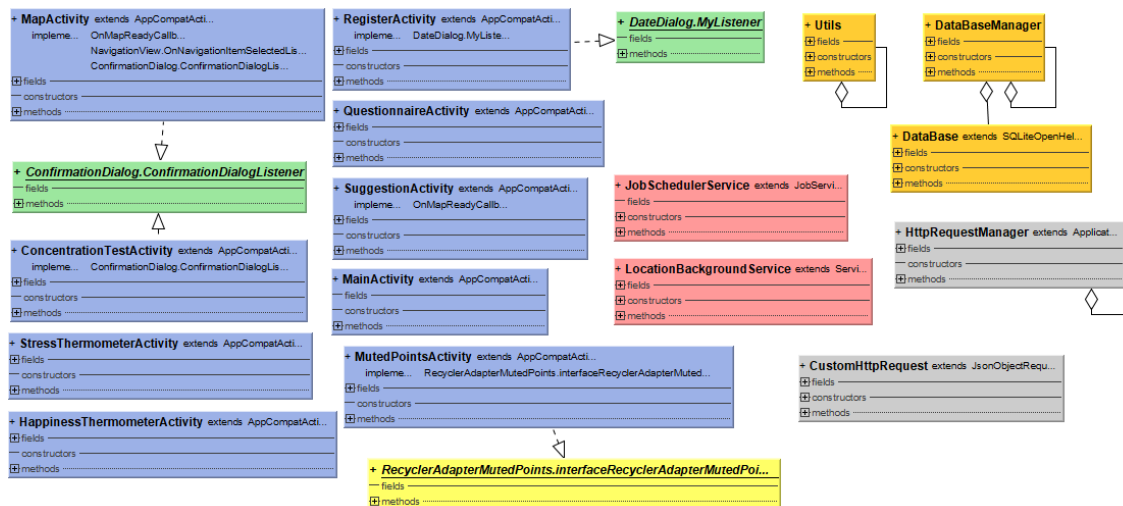 + MapActivity extends AppCompatActi...
impleme... OnMapReadyCallb...
NavigationView.OnNavigationItemSelectedLis...
ConfirmationDialog.ConfirmationDialogLis...
fields
constructors
methods
+ ConfirmationDialog.ConfirmationDialogListener
fields
methods
+ ConcentrationTestActivity extends AppCompatActi...
impleme... ConfirmationDialog.ConfirmationDialogLis...
fields
constructors
methods
+ StressThermometerActivity extends AppCompatActi...
fields
constructors
methods
+ HappinessThermometerActivity extends AppCompatActi...
fields
constructors
methods
+ RegisterActivity extends AppCompatActi...
impleme... DateDialog.MyListe...
fields
constructors
methods
+ QuestionnaireActivity extends AppCompatActi...
fields
constructors
methods
+ SuggestionActivity extends AppCompatActi...
impleme... OnMapReadyCallb...
fields
constructors
methods
+ MainActivity extends AppCompatActi...
fields
constructors
methods
+ MutedPointsActivity extends AppCompatActi...
impleme... RecyclerAdapterMutedPoints.interfaceRecyclerAdapterMuted...
fields
constructors
methods
+ RecyclerAdapterMutedPoints.interfaceRecyclerAdapterMutedPoi...
fields
methods
+ DateDialog.MyListener
fields
methods
+ JobSchedulerService extends JobServi...
fields
constructors
methods
+ LocationBackgroundService extends Servi...
fields
constructors
methods
+ Utils
fields
constructors
methods
+ DataBaseManager
fields
constructors
methods
+ DataBase extends SQLiteOpenHel...
fields
constructors
methods
+ HttpRequestManager extends Applicat...
fields
constructors
methods
+ CustomHttpRequest extends JsonObjectRequ...
fields
constructors
methods